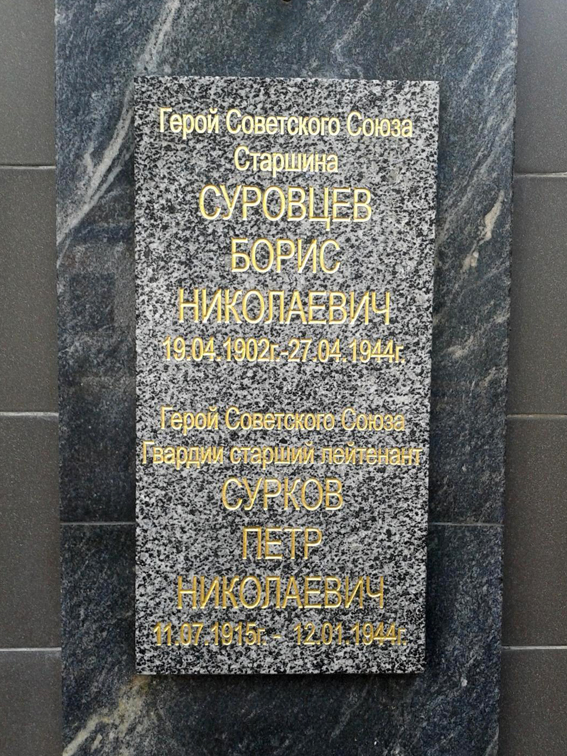 Герой Советского Союза
Старшина
СУРОВЦЕВ
БОРИС
НИКОЛАЕВИЧ
19.04.1902г.-27.04.1944г.
Герой Советского Союза
Гвардии старший лейтенант
СУРКОВ
ПЕТР
НИКОЛАЕВИЧ
11.07.1915г. - 12.01.1944г.